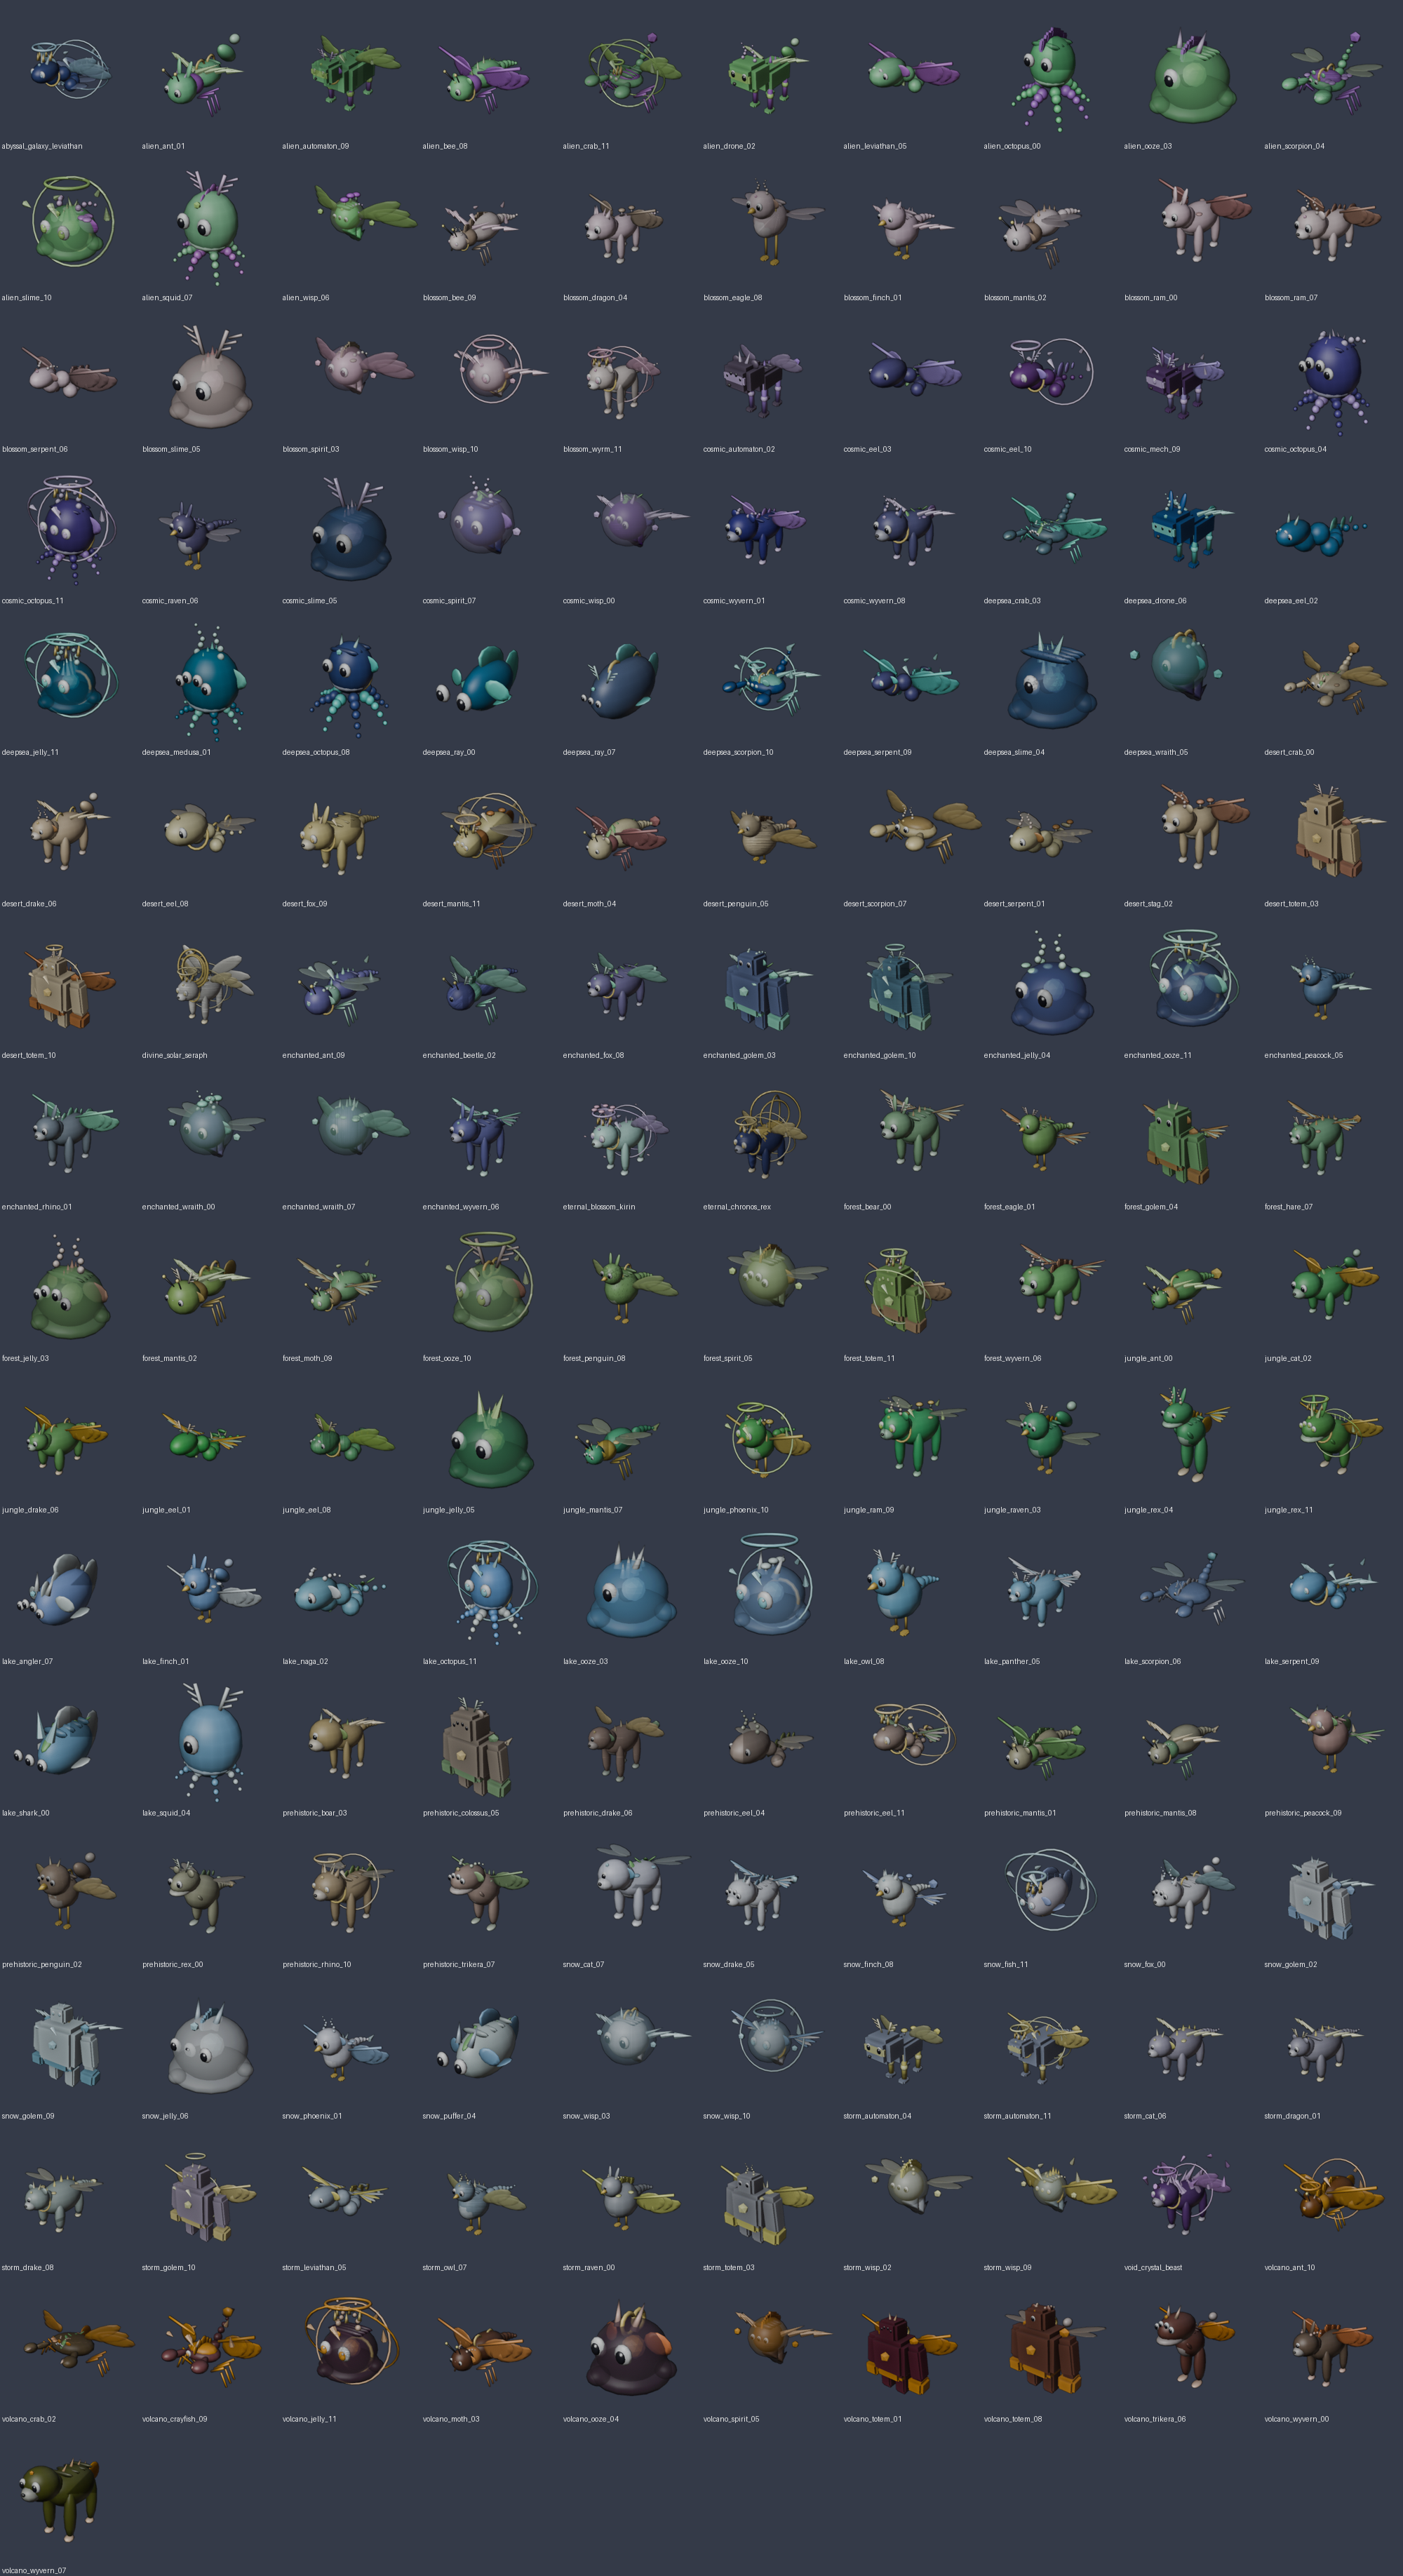 abyssal_galaxy_leviathan alien_ant_01 alien_automaton_09 alien_bee_08 alien_crab_11 alien_drone_02 alien_leviathan_05 alien_octopus_00 alien_ooze_03 alien_scorpion_04
alien_slime_10 alien_squid_07 alien_wisp_06 blossom_bee_09 blossom_dragon_04 blossom_eagle_08 blossom_finch_01 blossom_mantis_02 blossom_ram_00 blossom_ram_07
blossom_serpent_06 blossom_slime_05 blossom_spirit_03 blossom_wisp_10 blossom_wyrm_11 cosmic_automaton_02 cosmic_eel_03 cosmic_eel_10 cosmic_mech_09 cosmic_octopus_04
cosmic_octopus_11 cosmic_raven_06 cosmic_slime_05 cosmic_spirit_07 cosmic_wisp_00 cosmic_wyvern_01 cosmic_wyvern_08 deepsea_crab_03 deepsea_drone_06 deepsea_eel_02
deepsea_jelly_11 deepsea_medusa_01 deepsea_octopus_08 deepsea_ray_00 deepsea_ray_07 deepsea_scorpion_10 deepsea_serpent_09 deepsea_slime_04 deepsea_wraith_05 desert_crab_00
desert_drake_06 desert_eel_08 desert_fox_09 desert_mantis_11 desert_moth_04 desert_penguin_05 desert_scorpion_07 desert_serpent_01 desert_stag_02 desert_totem_03
desert_totem_10 divine_solar_seraph enchanted_ant_09 enchanted_beetle_02 enchanted_fox_08 enchanted_golem_03 enchanted_golem_10 enchanted_jelly_04 enchanted_ooze_11 enchanted_peacock_05
enchanted_rhino_01 enchanted_wraith_00 enchanted_wraith_07 enchanted_wyvern_06 eternal_blossom_kirin eternal_chronos_rex forest_bear_00 forest_eagle_01 forest_golem_04 forest_hare_07
forest_jelly_03 forest_mantis_02 forest_moth_09 forest_ooze_10 forest_penguin_08 forest_spirit_05 forest_totem_11 forest_wyvern_06 jungle_ant_00 jungle_cat_02
jungle_drake_06 jungle_eel_01 jungle_eel_08 jungle_jelly_05 jungle_mantis_07 jungle_phoenix_10 jungle_ram_09 jungle_raven_03 jungle_rex_04 jungle_rex_11
lake_angler_07 lake_finch_01 lake_naga_02 lake_octopus_11 lake_ooze_03 lake_ooze_10 lake_owl_08 lake_panther_05 lake_scorpion_06 lake_serpent_09
lake_shark_00 lake_squid_04 prehistoric_boar_03 prehistoric_colossus_05 prehistoric_drake_06 prehistoric_eel_04 prehistoric_eel_11 prehistoric_mantis_01 prehistoric_mantis_08 prehistoric_peacock_09
prehistoric_penguin_02 prehistoric_rex_00 prehistoric_rhino_10 prehistoric_trikera_07 snow_cat_07 snow_drake_05 snow_finch_08 snow_fish_11 snow_fox_00 snow_golem_02
snow_golem_09 snow_jelly_06 snow_phoenix_01 snow_puffer_04 snow_wisp_03 snow_wisp_10 storm_automaton_04 storm_automaton_11 storm_cat_06 storm_dragon_01
storm_drake_08 storm_golem_10 storm_leviathan_05 storm_owl_07 storm_raven_00 storm_totem_03 storm_wisp_02 storm_wisp_09 void_crystal_beast volcano_ant_10
volcano_crab_02 volcano_crayfish_09 volcano_jelly_11 volcano_moth_03 volcano_ooze_04 volcano_spirit_05 volcano_totem_01 volcano_totem_08 volcano_trikera_06 volcano_wyvern_00
volcano_wyvern_07